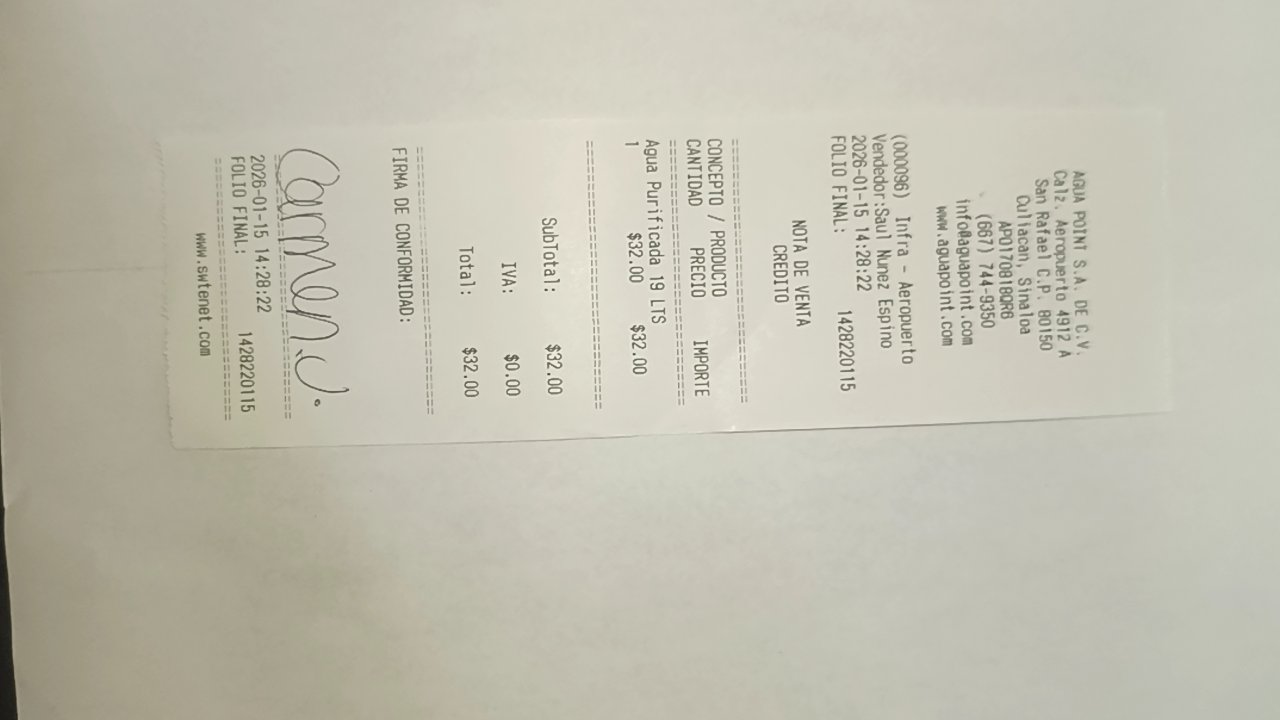 AGUA POINT S.A. DE C.V.
Calz. Aeropuerto 4912 A
San Rafael C.P. 80150
Culiacan, Sinaloa
APO170818QR6
(667) 744-9350
info@aguapoint.com
www.aguapoint.com
(000096) Infra - Aeropuerto
Vendedor:Saul Nunez Espino
2026-01-15 14:28:22
FOLIO FINAL: 1428220115
NOTA DE VENTA
CREDITO
CONCEPTO / PRODUCTO
CANTIDAD PRECIO IMPORTE
Agua Purificada 19 LTS
1 $32.00 $32.00
SubTotal: $32.00
IVA: $0.00
Total: $32.00
FIRMA DE CONFORMIDAD:
Carmen J.
2026-01-15 14:28:22
FOLIO FINAL: 1428220115
www.swtenet.com